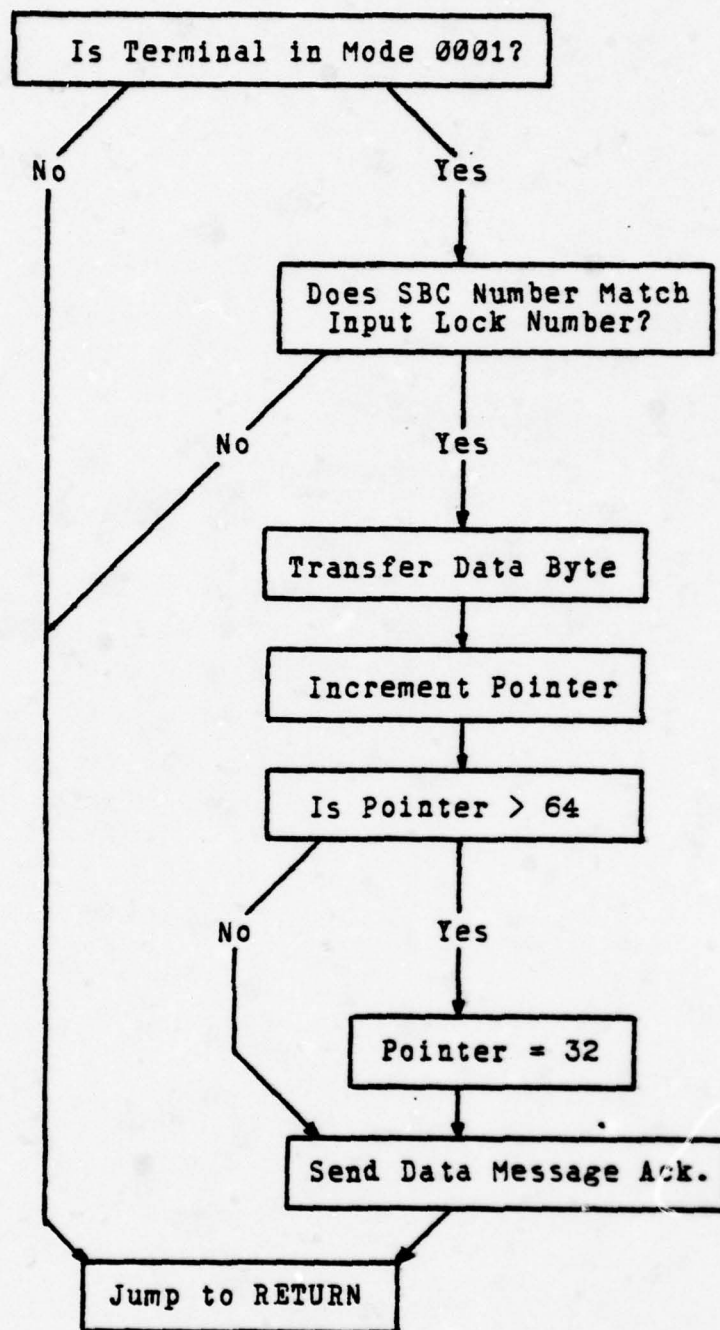 Is Terminal in Mode 0001?
No
Yes
Does SBC Number Match
Input Lock Number?
No
Yes
Transfer Data Byte
Increment Pointer
Is Pointer > 64
No
Yes
Pointer = 32
Send Data Message Ack.
Jump to RETURN